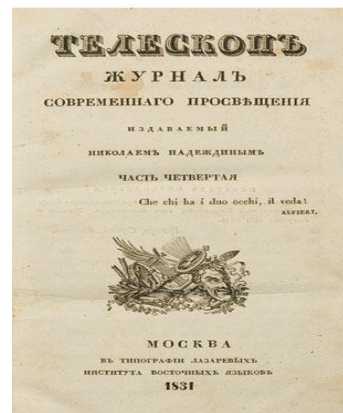 ТЕЛЕСКОПЪ
ЖУРНАЛЪ
СОВРЕМЕННАГО ПРОСВѢЩЕНІЯ
ИЗДАВАЕМЫЙ
НИКОЛАЕМЪ НАДЕЖДИНЫМЪ
ЧАСТЬ ЧЕТВЕРТАЯ
Che chi ha i duo occhi, il veda!
ALFIERI.
МОСКВА
ВЪ ТИПОГРАФІИ ЛАЗАРЕВЫХЪ
ИНСТИТУТА ВОСТОЧНЫХЪ ЯЗЫКОВЪ
1831